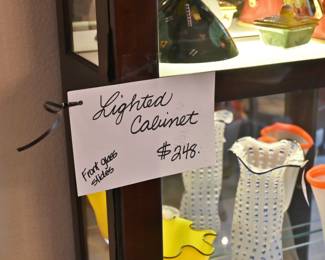 Lighted
Cabinet
$248.
Front glass
slides